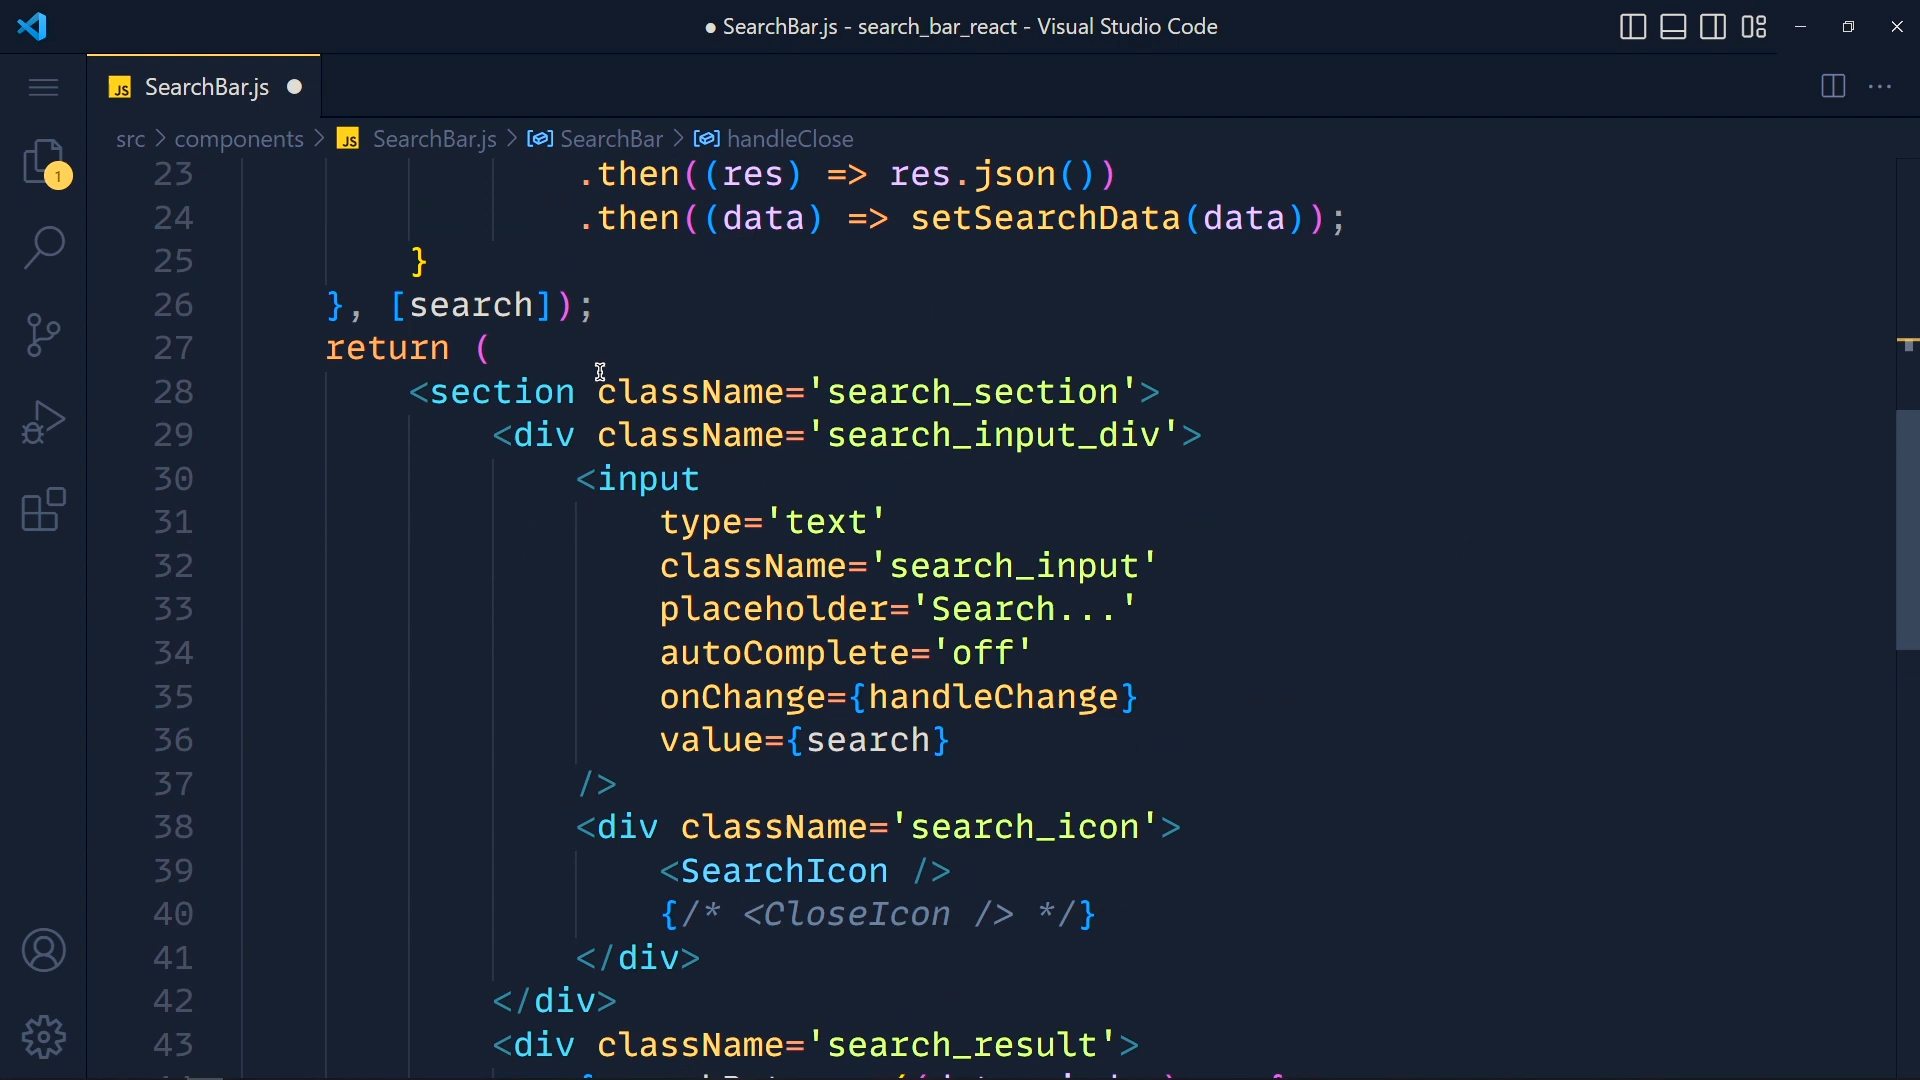 SearchBar.js - search_bar_react - Visual Studio Code
JS SearchBar.js
src > components > JS SearchBar.js > SearchBar > handleClose
1
23 .then((res) => res.json())
24 .then((data) => setSearchData(data));
25 }
26 }, [search]);
27 return (
28 <section className='search_section'>
29 <div className='search_input_div'>
30 <input
31 type='text'
32 className='search_input'
33 placeholder='Search...'
34 autoComplete='off'
35 onChange={handleChange}
36 value={search}
37 />
38 <div className='search_icon'>
39 <SearchIcon />
40 {/* <CloseIcon /> */}
41 </div>
42 </div>
43 <div className='search_result'>